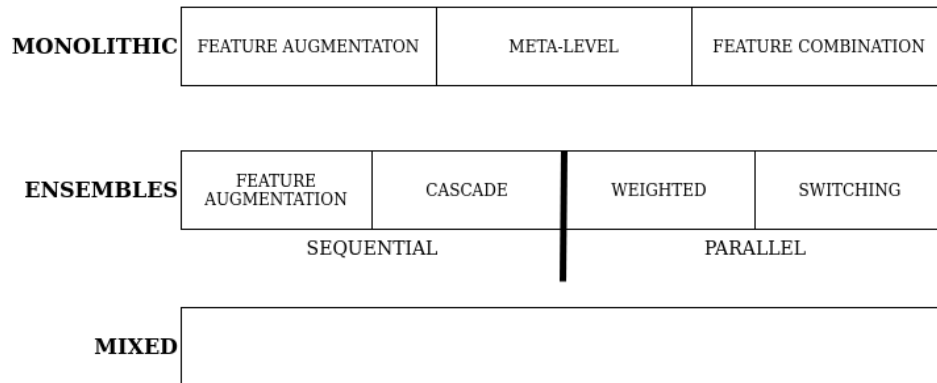 MONOLITHIC FEATURE AUGMENTATON META-LEVEL FEATURE COMBINATION
ENSEMBLES FEATURE AUGMENTATION CASCADE WEIGHTED SWITCHING
SEQUENTIAL PARALLEL
MIXED